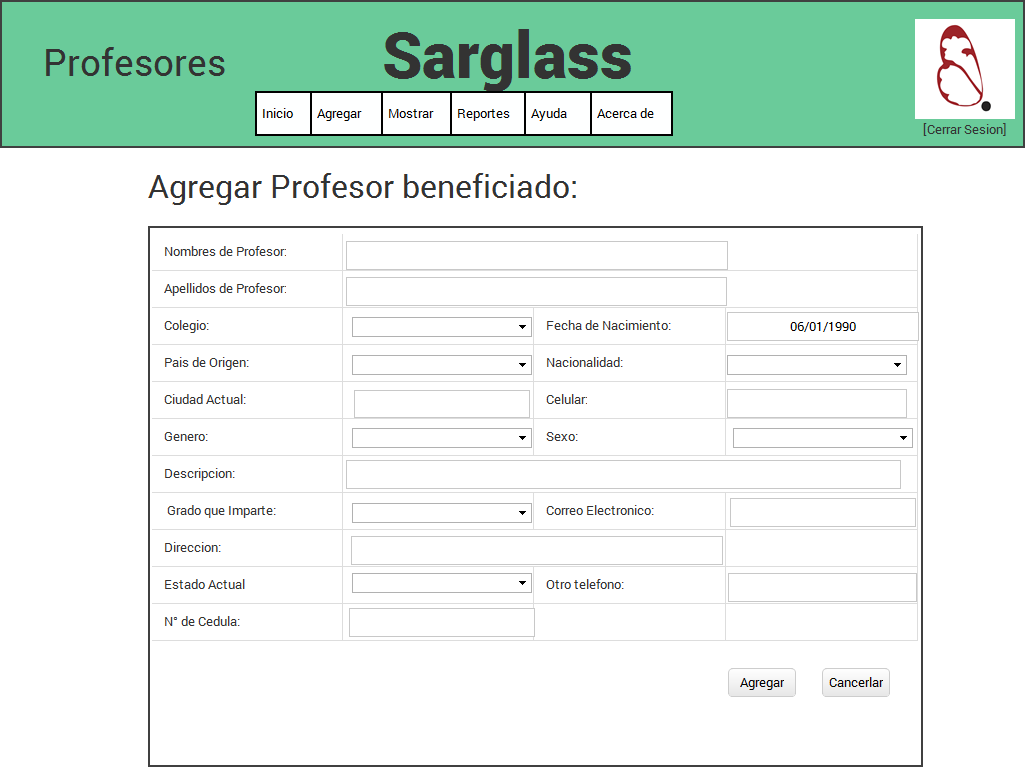 Profesores
Sarglass
Inicio Agregar Mostrar Reportes Ayuda Acerca de
[Cerrar Sesion]
Agregar Profesor beneficiado:
Nombres de Profesor:
Apellidos de Profesor:
Colegio: Fecha de Nacimiento: 06/01/1990
Pais de Origen: Nacionalidad:
Ciudad Actual: Celular:
Genero: Sexo:
Descripcion:
Grado que Imparte: Correo Electronico:
Direccion:
Estado Actual Otro telefono:
N° de Cedula:
Agregar Cancerlar